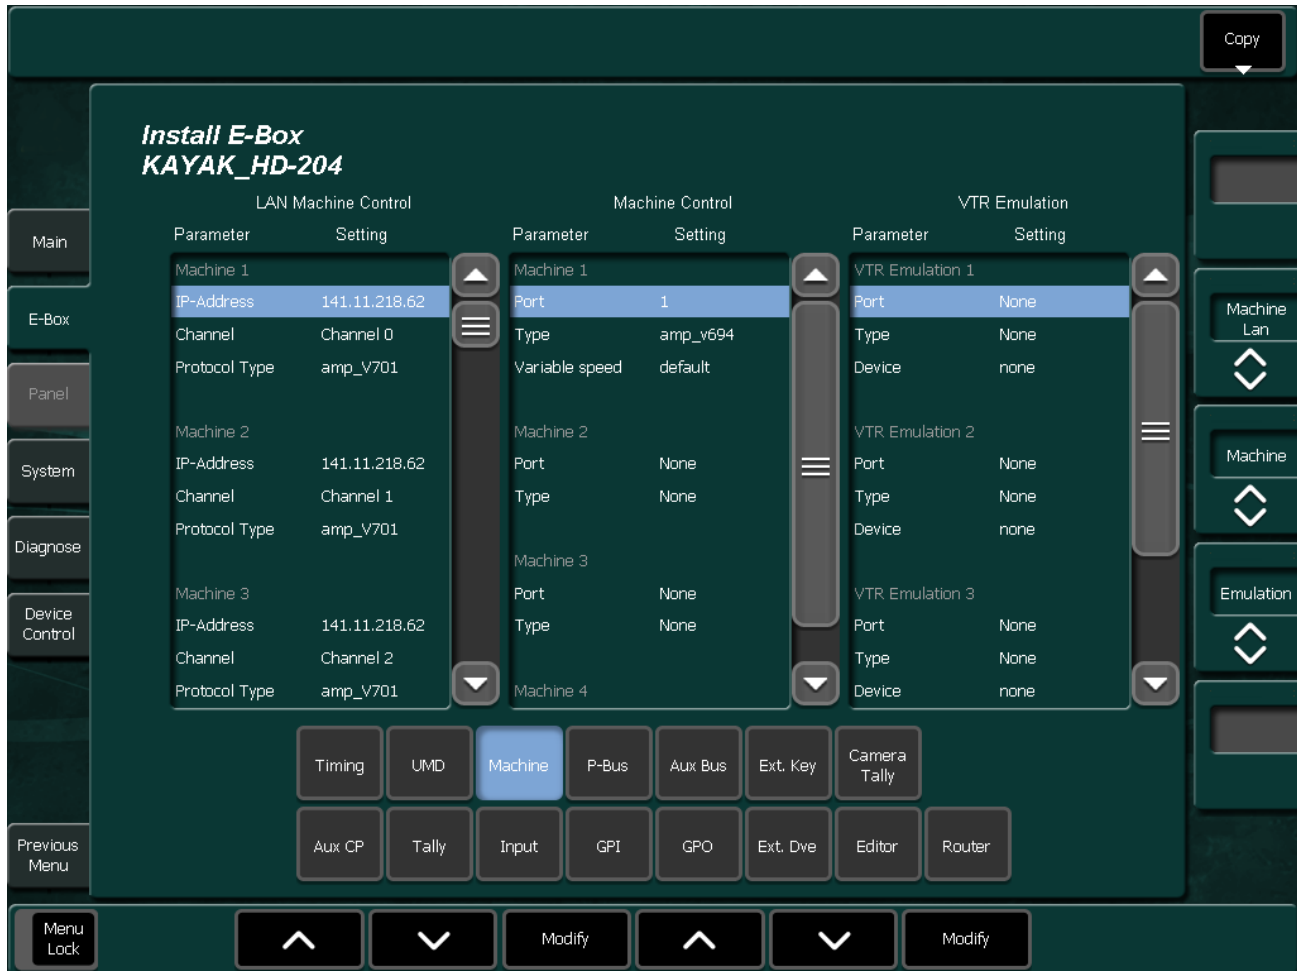 Copy
Install E-Box
KAYAK_HD-204
LAN Machine Control
Parameter Setting
Machine 1
IP-Address 141.11.218.62
Channel Channel 0
Protocol Type amp_V701
Machine 2
IP-Address 141.11.218.62
Channel Channel 1
Protocol Type amp_V701
Machine 3
IP-Address 141.11.218.62
Channel Channel 2
Protocol Type amp_V701
Machine Control
Parameter Setting
Machine 1
Port 1
Type amp_v694
Variable speed default
Machine 2
Port None
Type None
Machine 3
Port None
Type None
Machine 4
VTR Emulation
Parameter Setting
VTR Emulation 1
Port None
Type None
Device none
VTR Emulation 2
Port None
Type None
Device none
VTR Emulation 3
Port None
Type None
Device none
Main
E-Box
Panel
System
Diagnose
Device
Control
Previous
Menu
Machine
Lan
Machine
Emulation
Timing UMD Machine P-Bus Aux Bus Ext. Key Camera
Tally
Aux CP Tally Input GPI GPO Ext. Dve Editor Router
Menu
Lock
Modify Modify